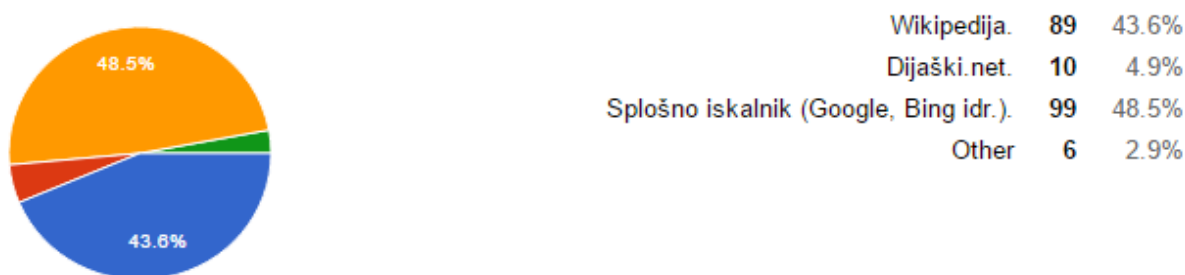 48.5%
43.6%
Wikipedija. 89 43.6%
Dijaški.net. 10 4.9%
Splošno iskalnik (Google, Bing idr.). 99 48.5%
Other 6 2.9%